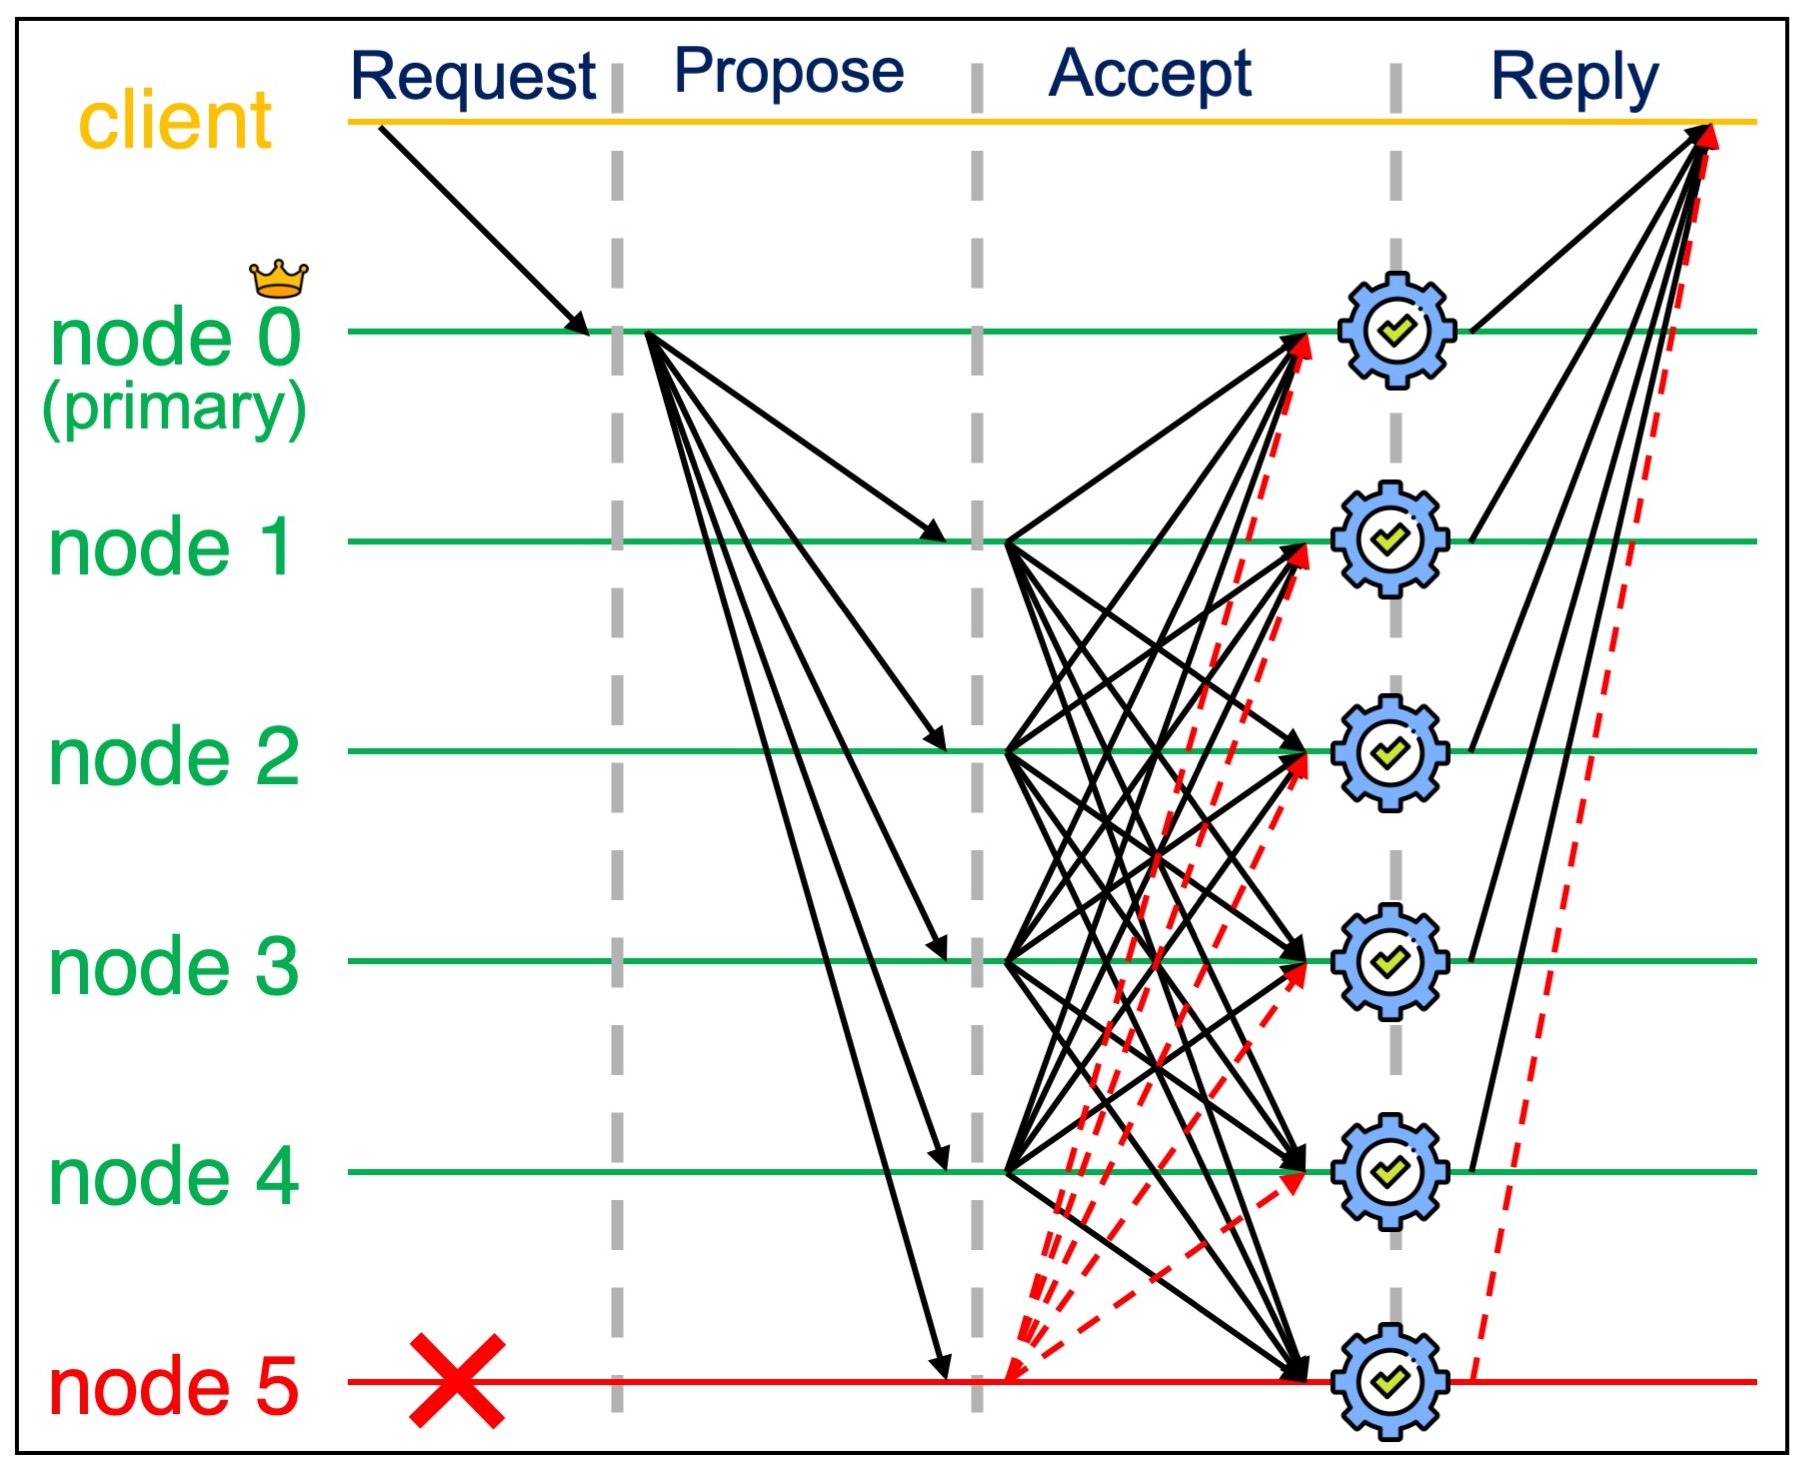 Request
Propose
Accept
Reply
client
node 0
(primary)
node 1
node 2
node 3
node 4
node 5